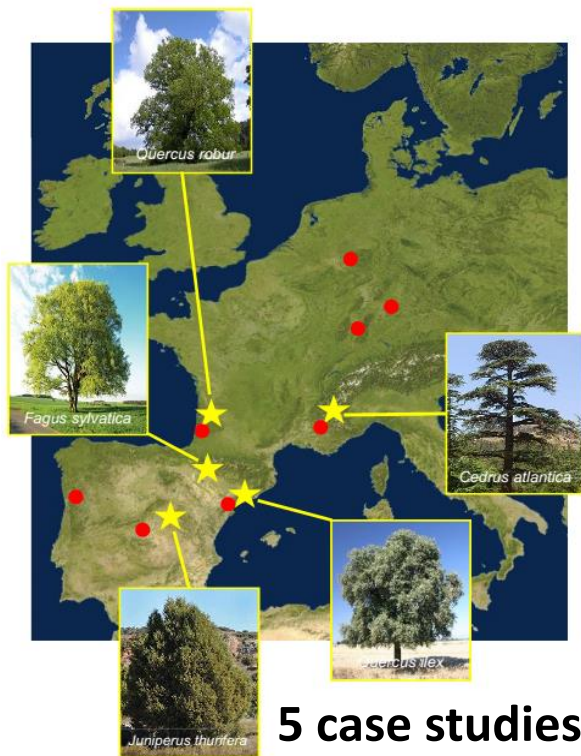 Quercus robur
Fagus sylvatica
Cedrus atlantica
Quercus ilex
Juniperus thurifera
5 case studies